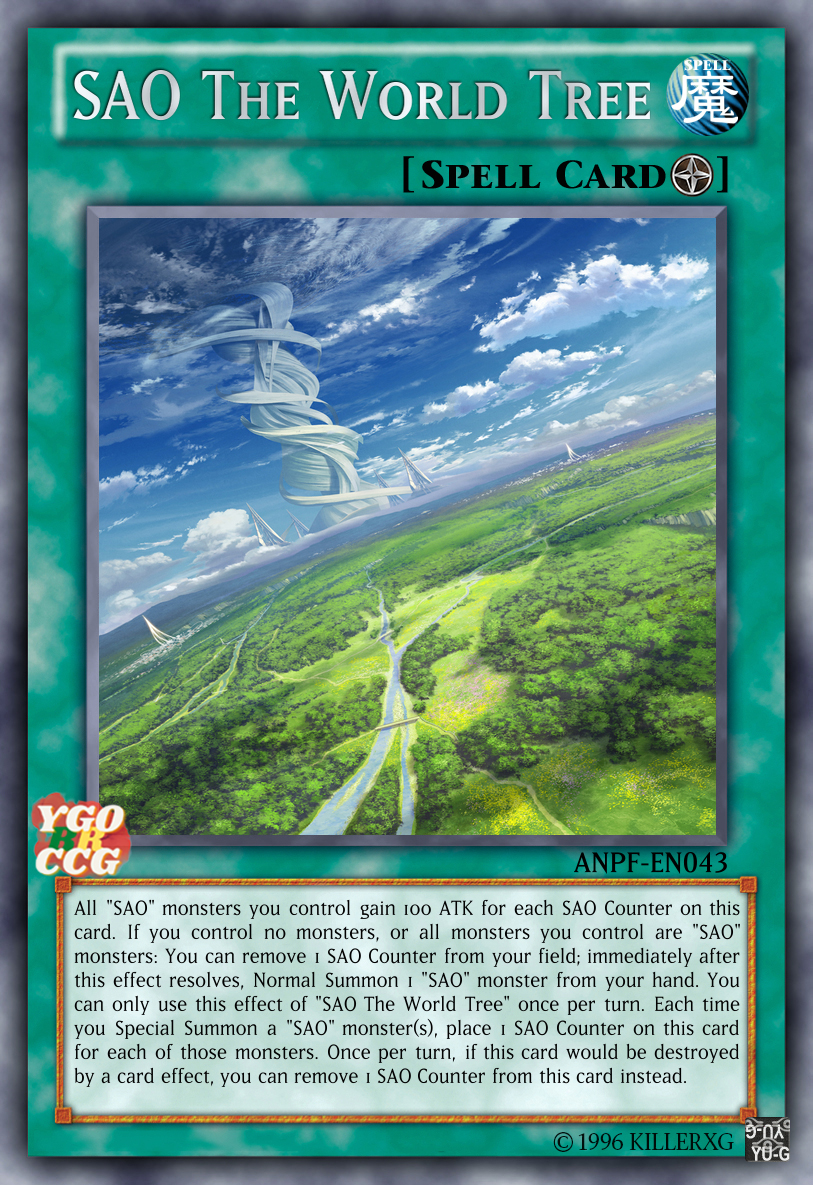 SAO The World Tree
SPELL
魔
[Spell Card]
YGO
CCG
ANPF-EN043
All "SAO" monsters you control gain 100 ATK for each SAO Counter on this
card. If you control no monsters, or all monsters you control are "SAO"
monsters: You can remove 1 SAO Counter from your field; immediately after
this effect resolves, Normal Summon 1 "SAO" monster from your hand. You
can only use this effect of "SAO The World Tree" once per turn. Each time
you Special Summon a "SAO" monster(s), place 1 SAO Counter on this card
for each of those monsters. Once per turn, if this card would be destroyed
by a card effect, you can remove 1 SAO Counter from this card instead.
© 1996 KILLERXG
YU-G